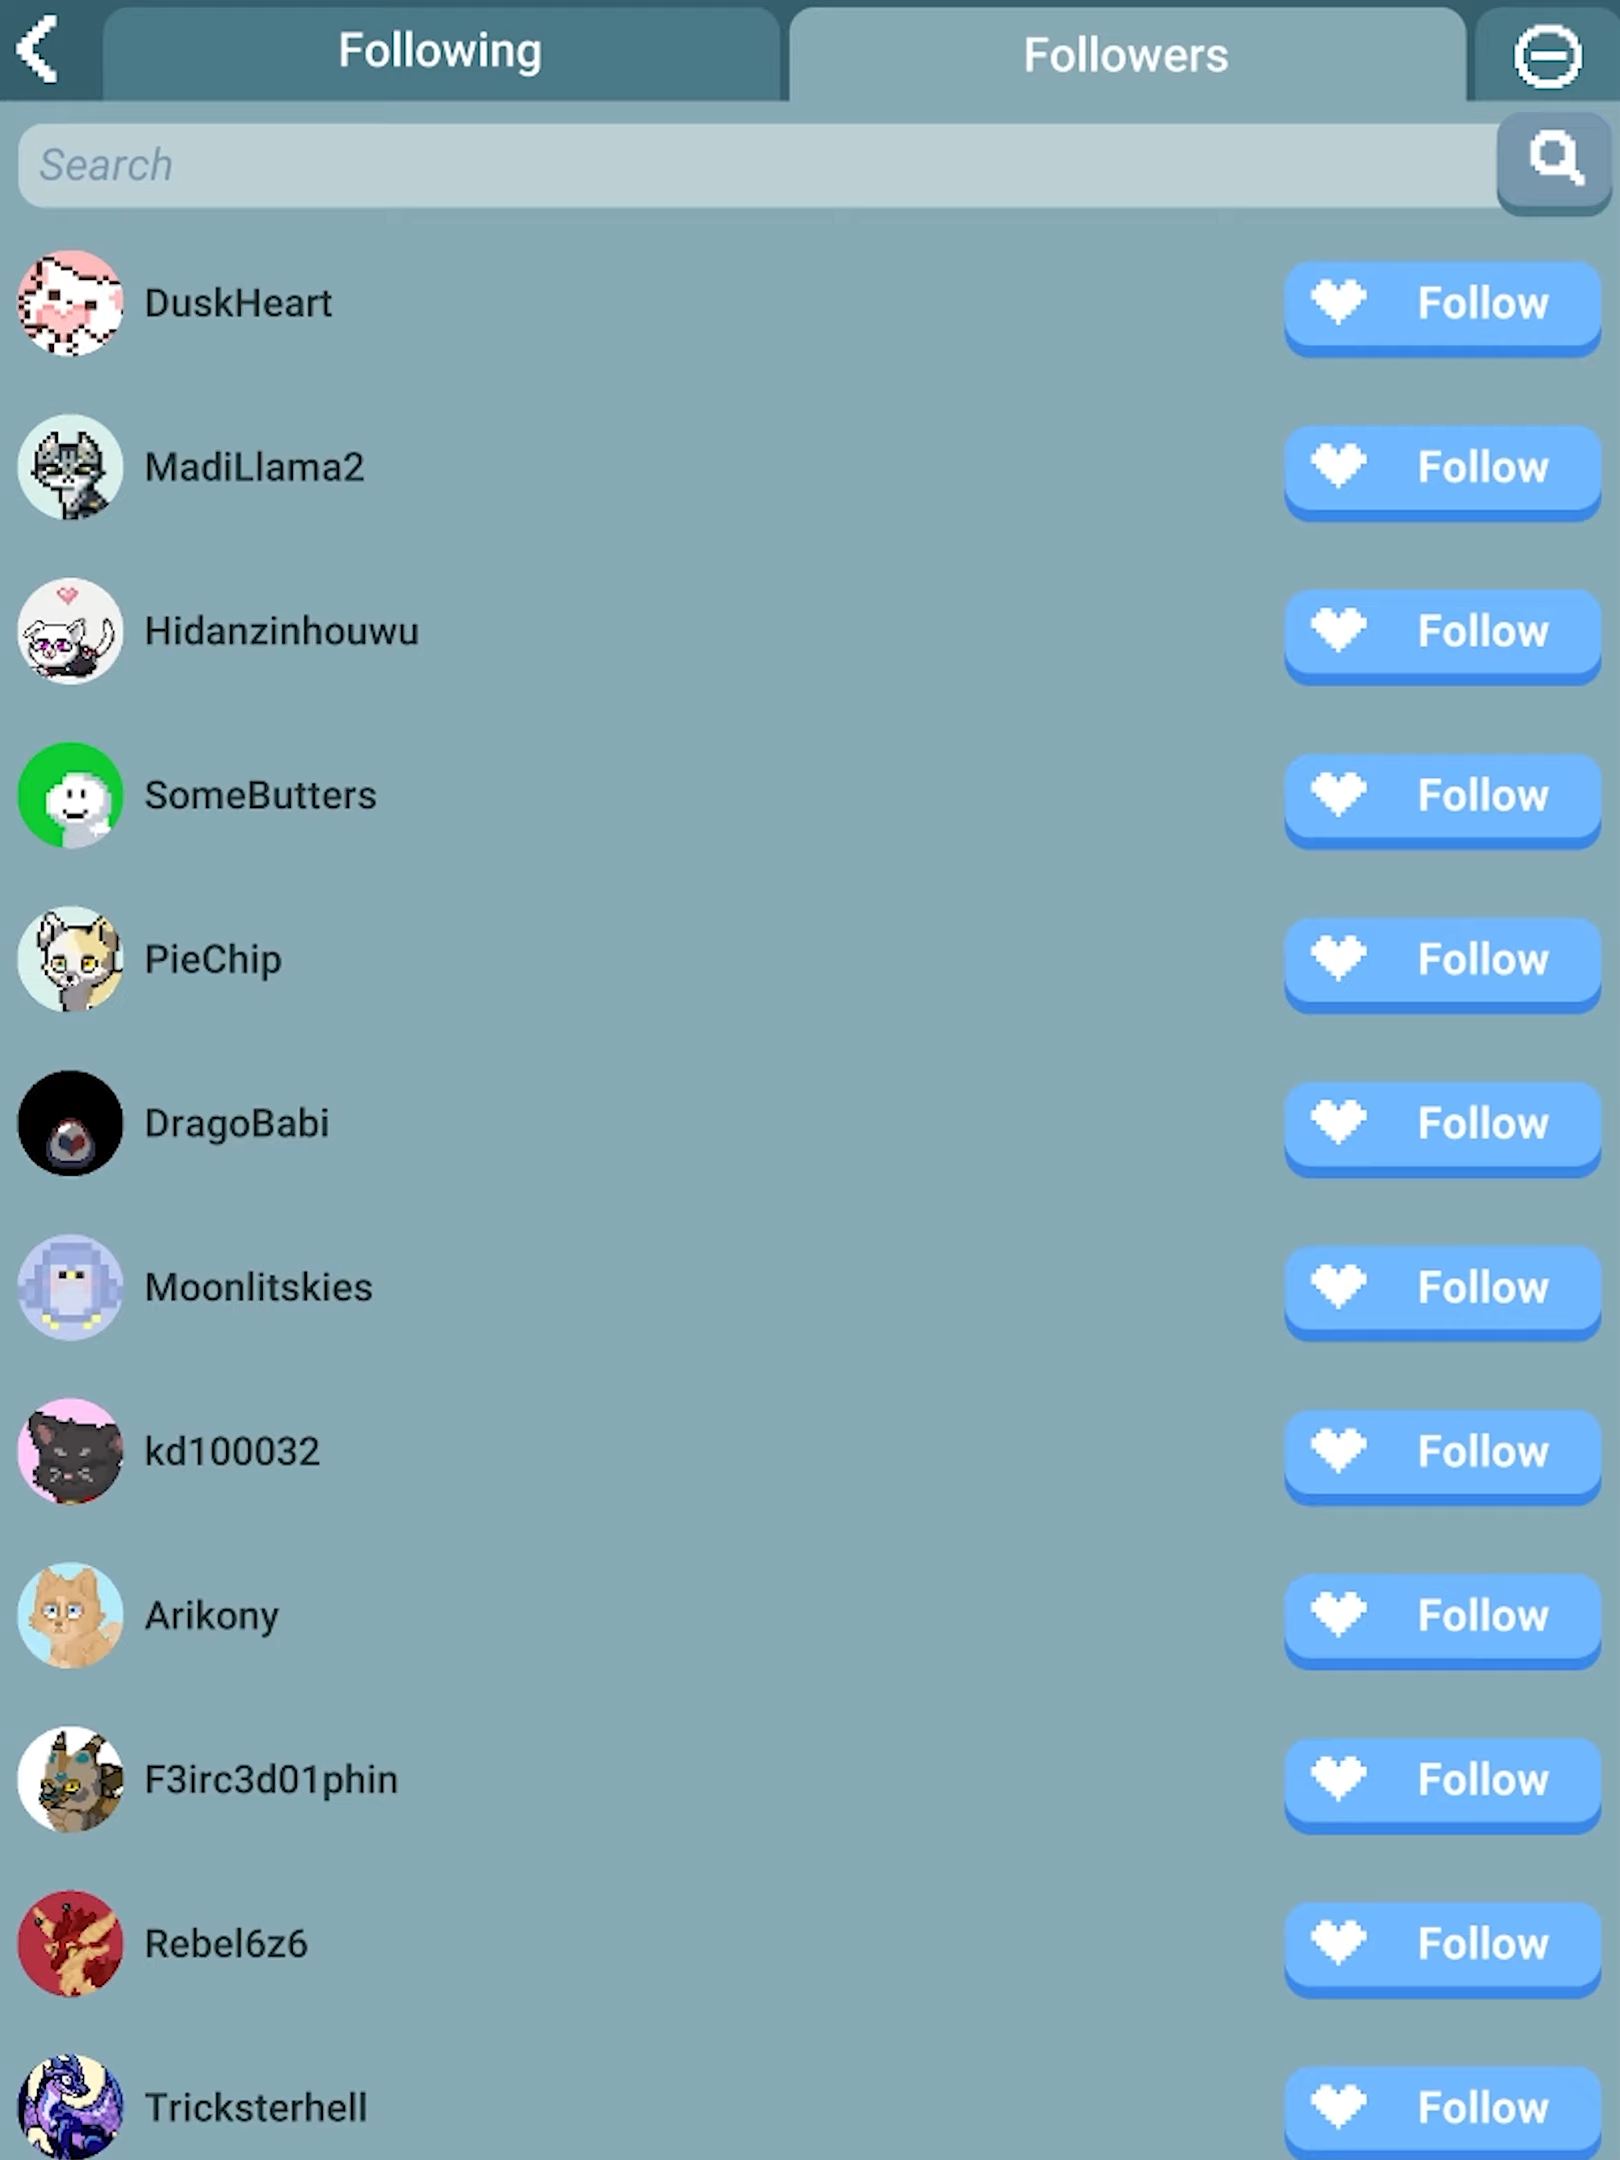 Following
Followers
Search
DuskHeart
Follow
MadiLlama2
Follow
Hidanzinhouwu
Follow
SomeButters
Follow
PieChip
Follow
DragoBabi
Follow
Moonlitskies
Follow
kd100032
Follow
Arikony
Follow
F3irc3d01phin
Follow
Rebel6z6
Follow
Tricksterhell
Follow